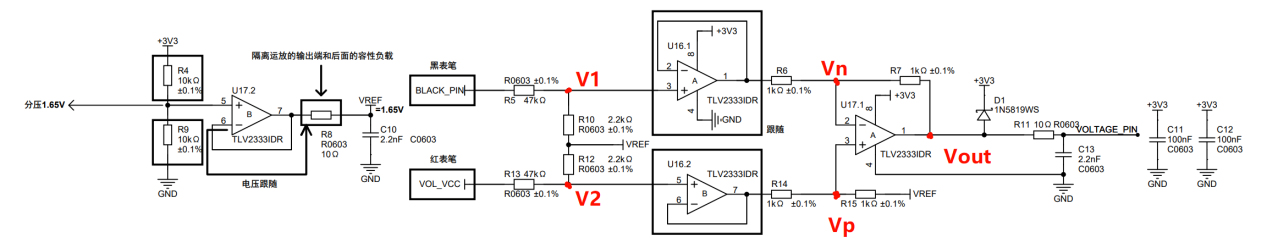 +3V3
R4
10kΩ
±0.1%
分压1.65V
R9
10kΩ
±0.1%
GND
5
6
7
U17.2
B
TLV2333IDR
电压跟随
隔离运放的输出端和后面的容性负载
R8
R0603
10Ω
VREF
=1.65V
C10
2.2nF C0603
GND
黑表笔
BLACK_PIN
R0603 ±0.1%
R5 47kΩ
V1
R10 2.2kΩ
R0603 ±0.1%
VREF
R12 2.2kΩ
R0603 ±0.1%
红表笔
VOL_VCC
R13 47kΩ
R0603 ±0.1%
V2
U16.1
+3V3
8
2
3
1
A
4
GND
TLV2333IDR
跟随
U16.2
5
6
7
B
TLV2333IDR
R6
1kΩ ±0.1%
Vn
R7 1kΩ ±0.1%
U17.1
+3V3
8
2
3
1
A
4
TLV2333IDR
R14
1kΩ ±0.1%
Vp
R15 1kΩ ±0.1%
VREF
Vout
+3V3
D1
1N5819WS
R11 10Ω R0603
VOLTAGE_PIN
C13
2.2nF
C0603
GND
+3V3
C11
100nF
C0603
GND
+3V3
C12
100nF
C0603
GND